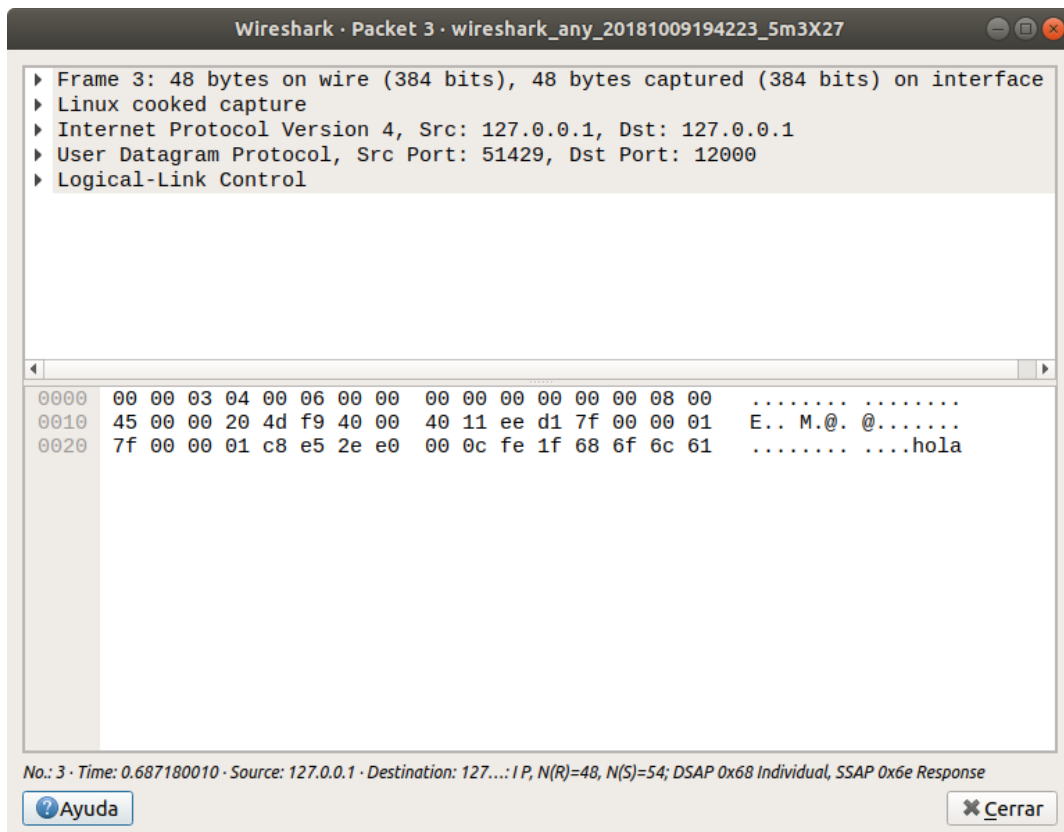 Wireshark · Packet 3 · wireshark_any_20181009194223_5m3X27
Frame 3: 48 bytes on wire (384 bits), 48 bytes captured (384 bits) on interface
Linux cooked capture
Internet Protocol Version 4, Src: 127.0.0.1, Dst: 127.0.0.1
User Datagram Protocol, Src Port: 51429, Dst Port: 12000
Logical-Link Control
0000 00 00 03 04 00 06 00 00 00 00 00 00 00 00 08 00 ........ ........
0010 45 00 00 20 4d f9 40 00 40 11 ee d1 7f 00 00 01 E.. M.@. @.......
0020 7f 00 00 01 c8 e5 2e e0 00 0c fe 1f 68 6f 6c 61 ........ ....hola
No.: 3 · Time: 0.687180010 · Source: 127.0.0.1 · Destination: 127…: I P, N(R)=48, N(S)=54; DSAP 0x68 Individual, SSAP 0x6e Response
Ayuda
Cerrar